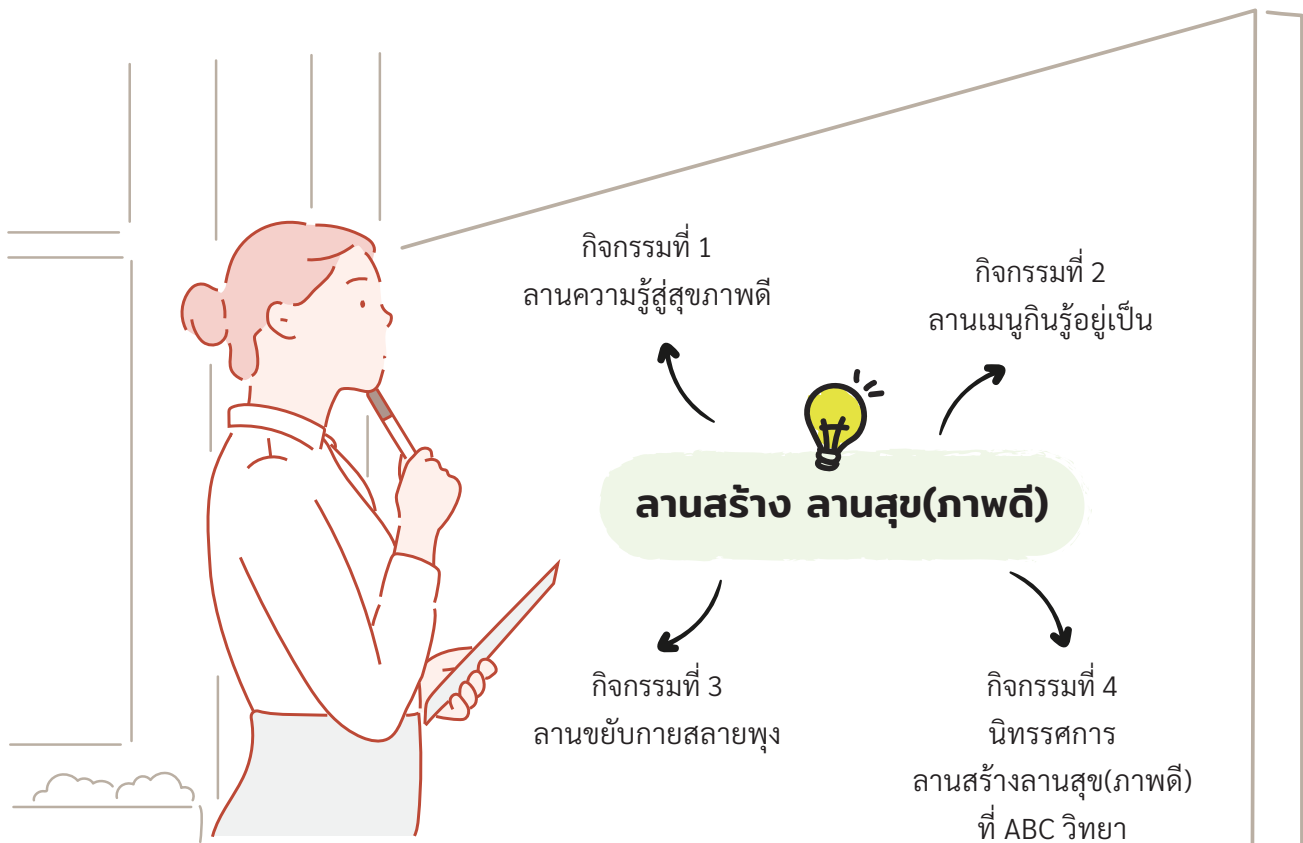 กิจกรรมที่ 1
ลานความรู้สู่สุขภาพดี
กิจกรรมที่ 2
ลานเมนูกินรู้อยู่เป็น
ลานสร้าง ลานสุข(ภาพดี)
กิจกรรมที่ 3
ลานขยับกายสลายพุง
กิจกรรมที่ 4
นิทรรศการ
ลานสร้างลานสุข(ภาพดี)
ที่ ABC วิทยา